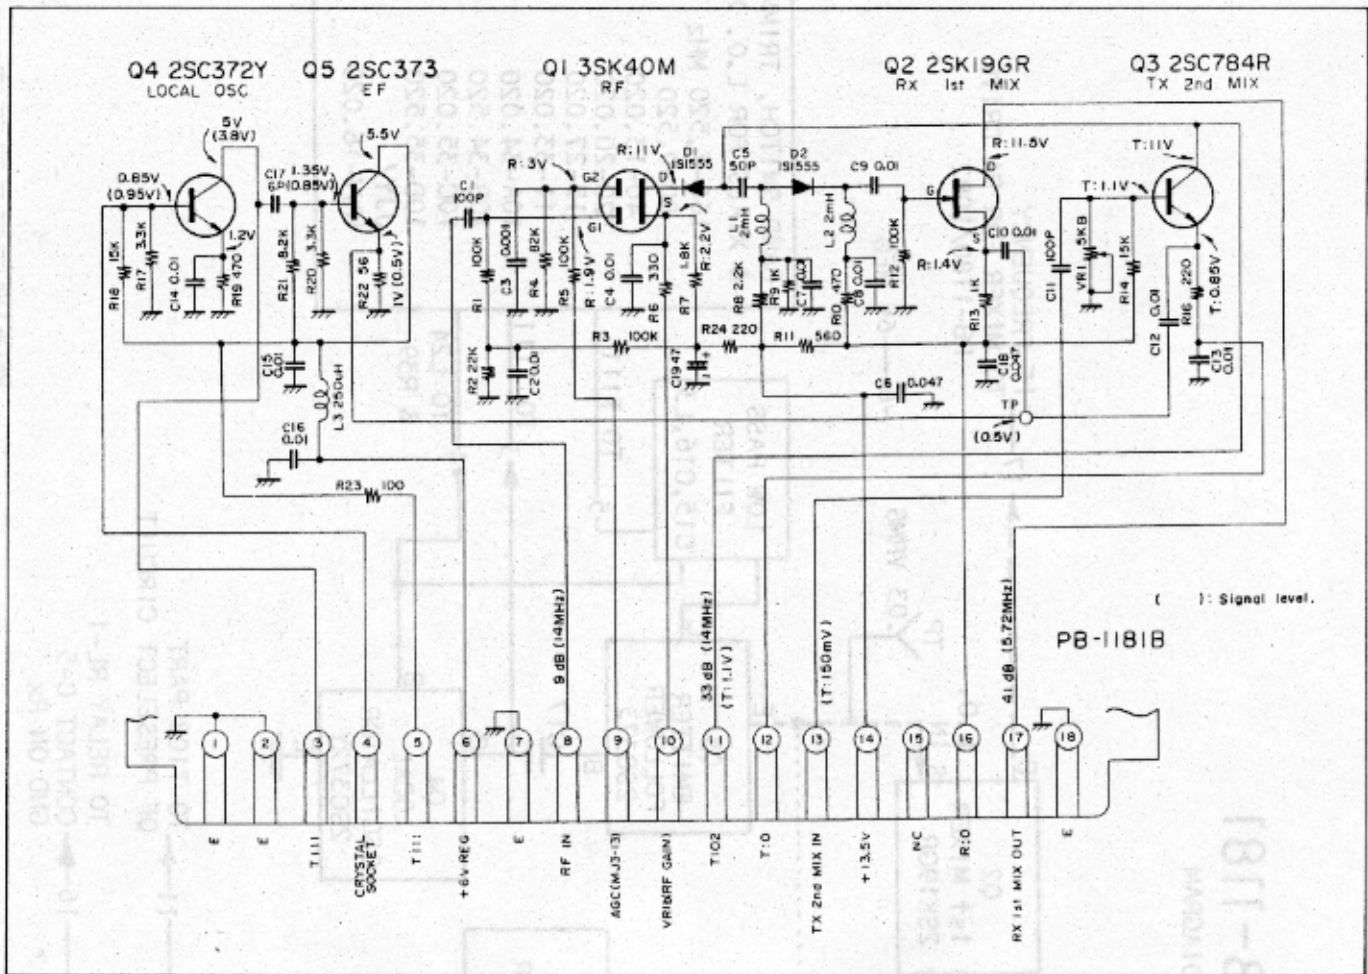 Q4 2SC372Y
LOCAL OSC
Q5 2SC373
EF
Q1 3SK40M
RF
Q2 2SK19GR
RX 1st MIX
Q3 2SC784R
TX 2nd MIX
5V
(3.8V)
0.85V
(0.95V)
1.2V
C17
6P
1.35V
(0.85V)
5.5V
1V (0.5V)
C1
100P
R:3V
R:11V
G2
G1
D
S
D1
1S1555
C5
50P
D2
1S1555
C9 0.01
R:11.5V
G
D
S
C10 0.01
R:1.4V
T:11V
T:1.1V
T:0.85V
15K
R18
3.3K
R17
C14 0.01
R19 470
8.2K
R21
3.3K
R20
R22 56
100K
R1
C3 0.001
82K
R4
100K
R5
R:1.9V
C4 0.01
330
R6
1.8K
R7
R:2.2V
L1
2mH
L2 2mH
R8 2.2K
R9 1K
C7
470
R10
C8 0.01
100K
R12
R13 1K
C11
100P
VR1 5KB
15K
R14
C12 0.01
220
R16
C13 0.01
C15
0.01
L3 250uH
C16
0.01
R2 22K
C2 0.01
R3 100K
C19 47
R24 220
R11 560
C6 0.047
C18
0.047
TP
(0.5V)
R23 100
9dB (14MHz)
33dB (14MHz)
(T:1.1V)
(T:150mV)
41dB (5.72MHz)
( ): Signal level.
PB-1181B
1 2 3 4 5 6 7 8 9 10 11 12 13 14 15 16 17 18
E
E
T:11
CRYSTAL
SOCKET
T:11
+6V REG
E
RF IN
AGC(MJ3-13)
VR1b(RF GAIN)
T102
T:0
TX 2nd MIX IN
+13.5V
NC
R:0
RX 1st MIX OUT
E